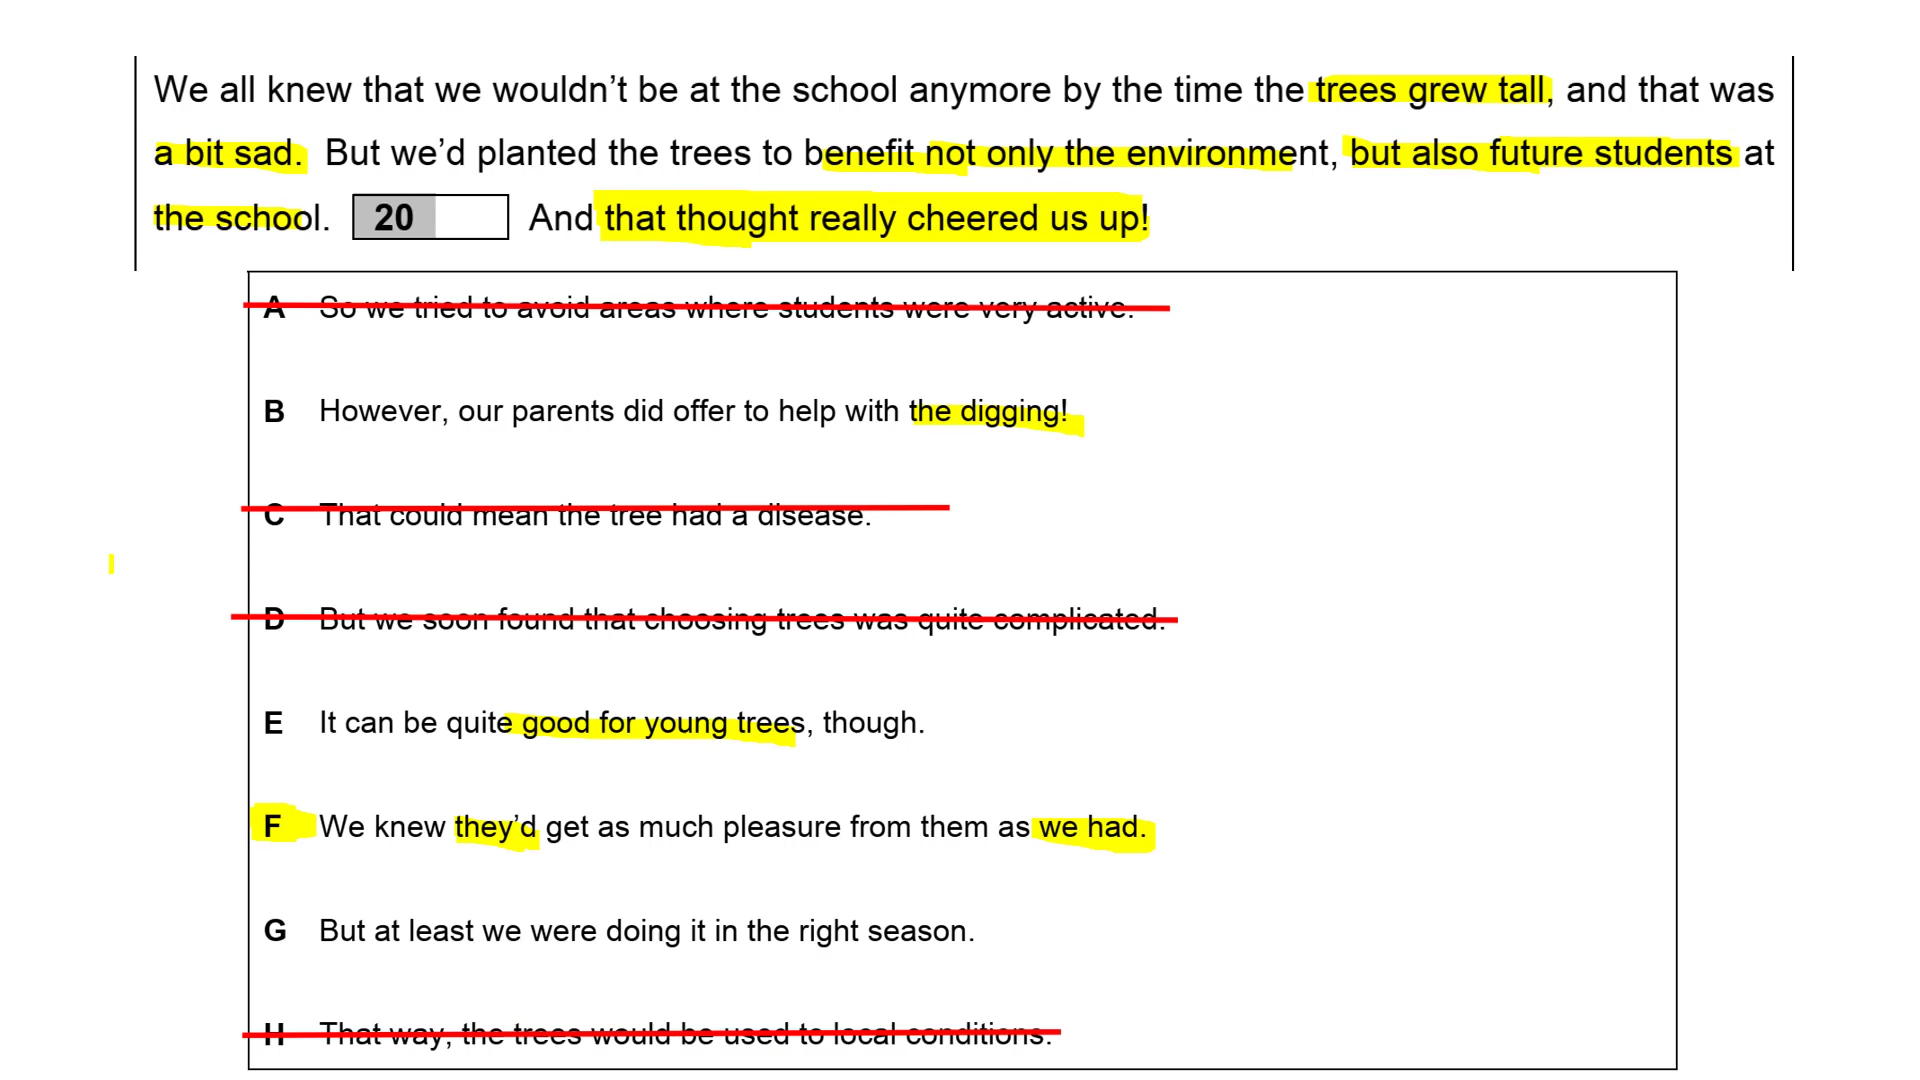 We all knew that we wouldn’t be at the school anymore by the time the trees grew tall, and that was
a bit sad. But we’d planted the trees to benefit not only the environment, but also future students at
the school. 20 And that thought really cheered us up!
A So we tried to avoid areas where students were very active.
B However, our parents did offer to help with the digging!
C That could mean the tree had a disease.
D But we soon found that choosing trees was quite complicated.
E It can be quite good for young trees, though.
F We knew they’d get as much pleasure from them as we had.
G But at least we were doing it in the right season.
H That way, the trees would be used to local conditions.